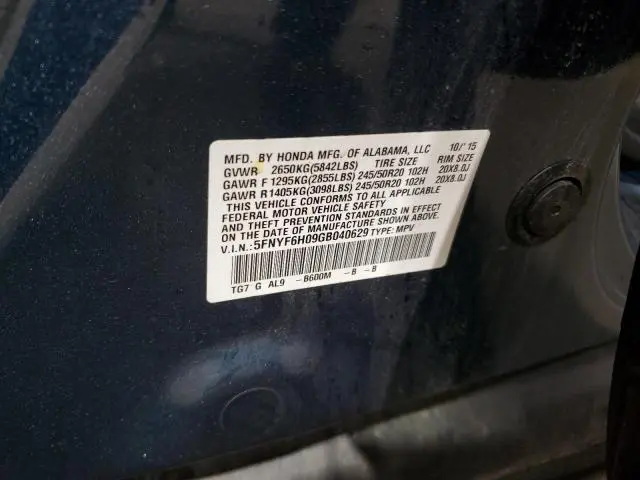 MFD. BY HONDA MFG. OF ALABAMA, LLC 10/'15
GVWR 2650KG(5842LBS) TIRE SIZE RIM SIZE
GAWR F 1295KG(2855LBS) 245/50R20 102H 20X8.0J
GAWR R 1405KG(3098LBS) 245/50R20 102H 20X8.0J
THIS VEHICLE CONFORMS TO ALL APPLICABLE
FEDERAL MOTOR VEHICLE SAFETY
AND THEFT PREVENTION STANDARDS IN EFFECT
ON THE DATE OF MANUFACTURE SHOWN ABOVE.
V.I.N.: 5FNYF6H09GB040629 TYPE: MPV
TG7 G AL9 -B600M -B -B